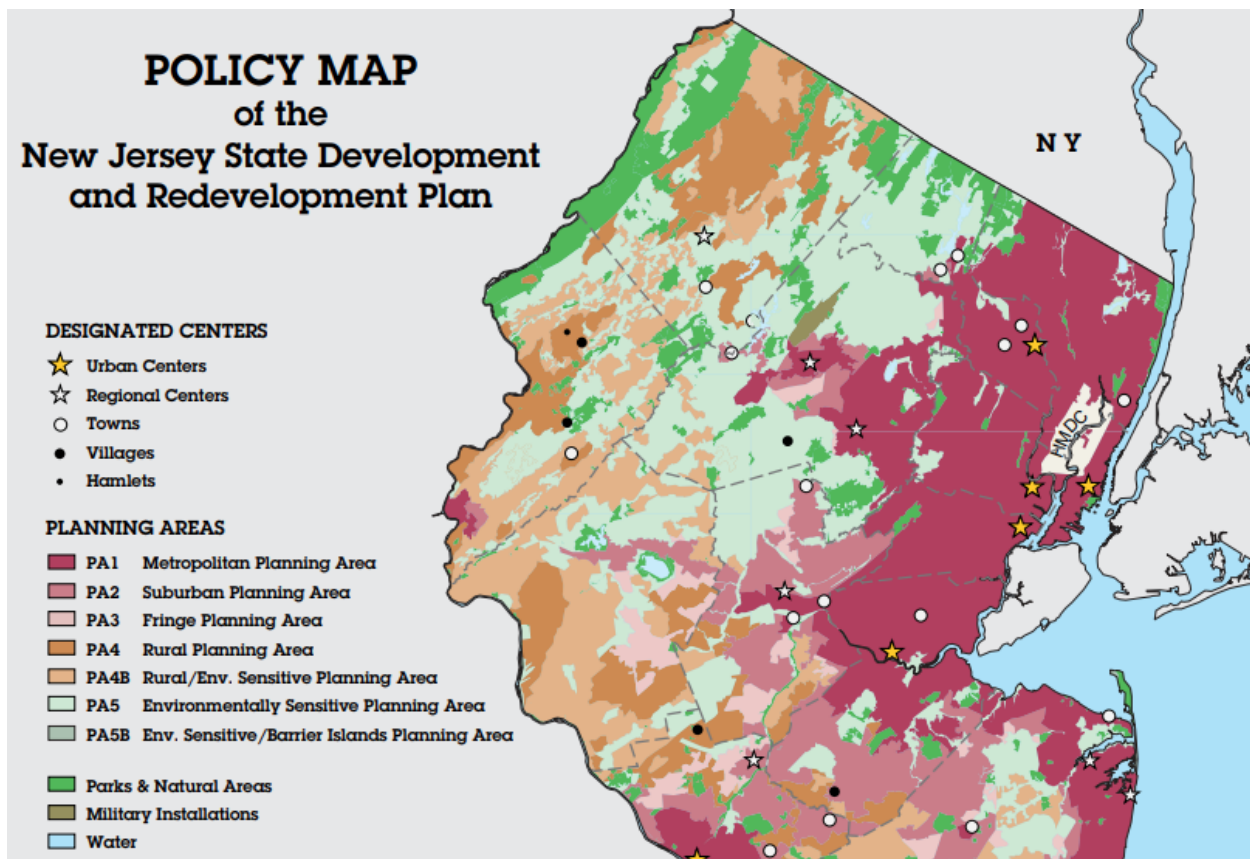 POLICY MAP
of the
New Jersey State Development
and Redevelopment Plan
NY
DESIGNATED CENTERS
Urban Centers
Regional Centers
Towns
Villages
Hamlets
HMDC
PLANNING AREAS
PA1 Metropolitan Planning Area
PA2 Suburban Planning Area
PA3 Fringe Planning Area
PA4 Rural Planning Area
PA4B Rural/Env. Sensitive Planning Area
PA5 Environmentally Sensitive Planning Area
PA5B Env. Sensitive/Barrier Islands Planning Area
Parks & Natural Areas
Military Installations
Water